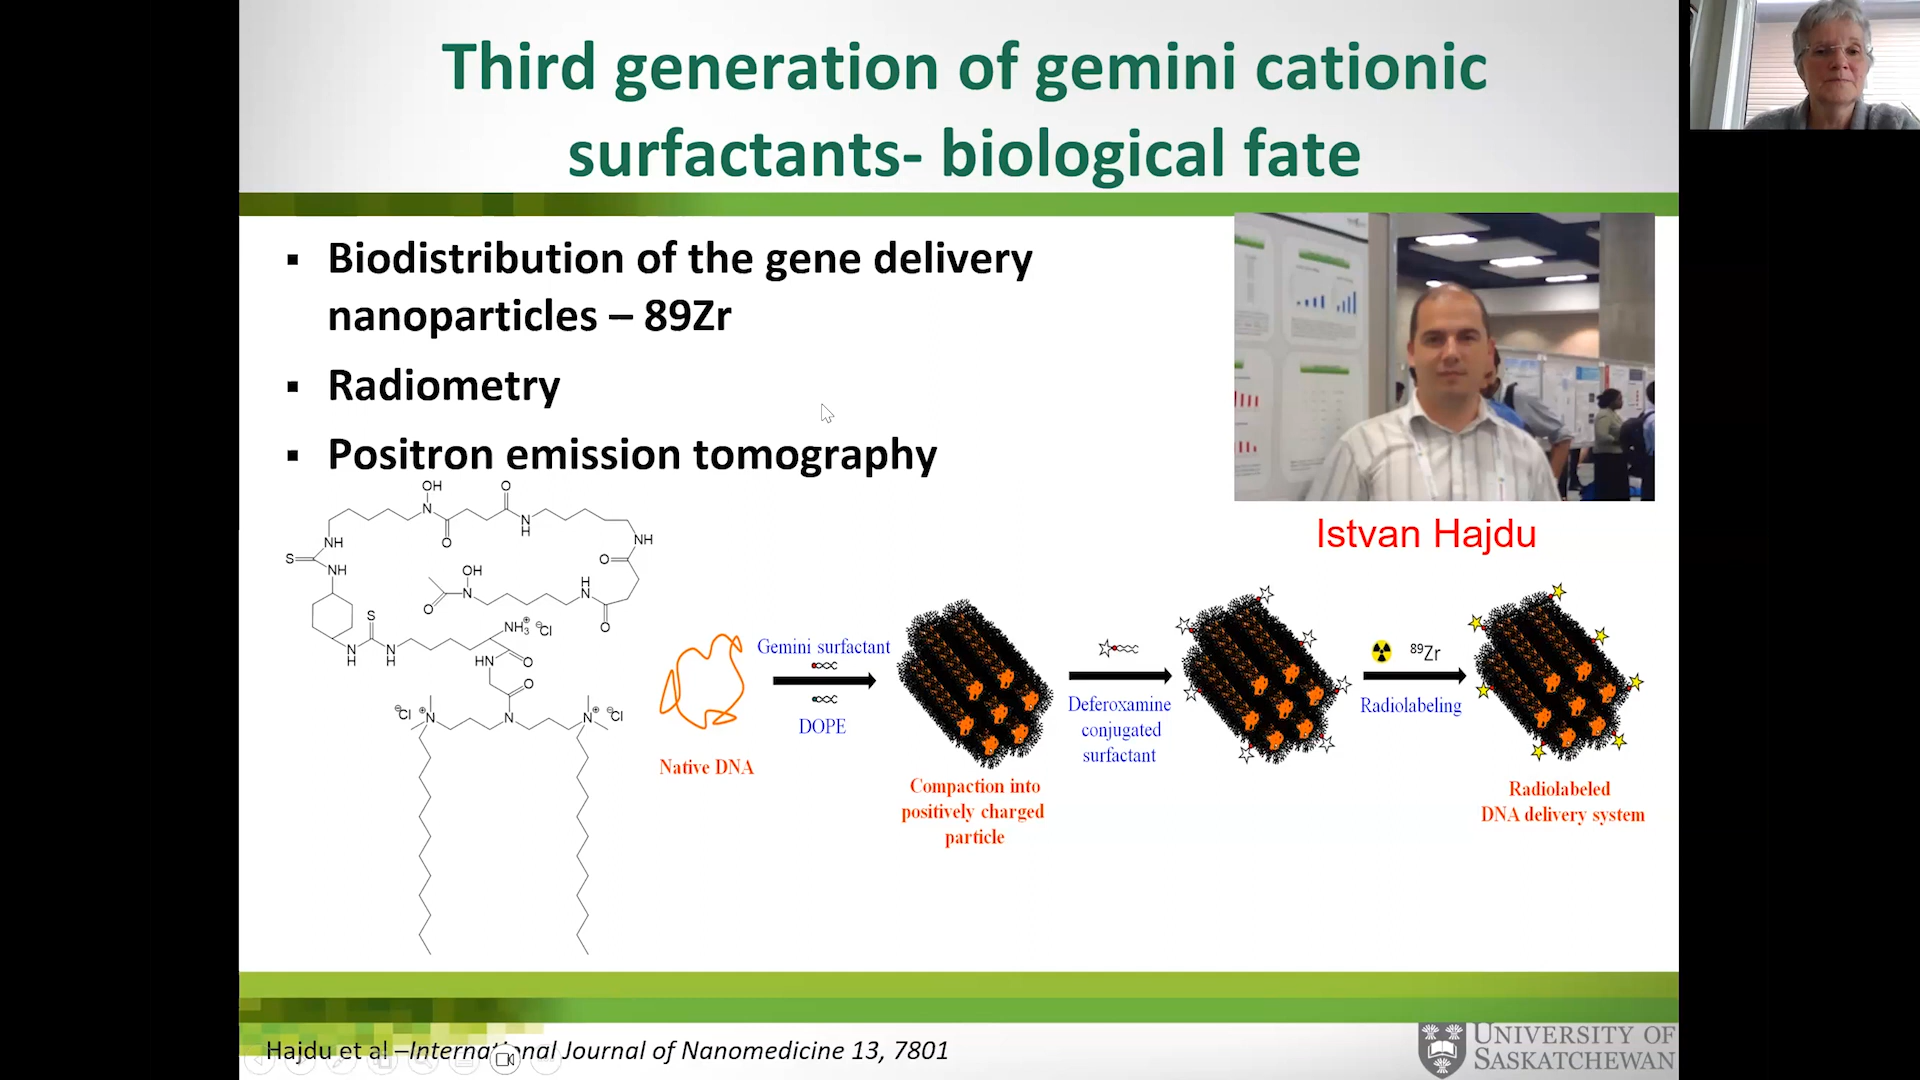 Third generation of gemini cationic
surfactants- biological fate
▪ Biodistribution of the gene delivery
nanoparticles – 89Zr
▪ Radiometry
▪ Positron emission tomography
Istvan Hajdu
OH
O
N
O
N
H
NH
NH
S
NH
O
OH
H
N
N
O
O
S
NH3⊕ ⊖Cl
N
H
N
H
HN
O
O
⊖Cl ⊕N
N
N⊕ ⊖Cl
Native DNA
Gemini surfactant
DOPE
Compaction into
positively charged
particle
Deferoxamine
conjugated
surfactant
89Zr
Radiolabeling
Radiolabeled
DNA delivery system
Hajdu et al –International Journal of Nanomedicine 13, 7801
UNIVERSITY OF
SASKATCHEWAN